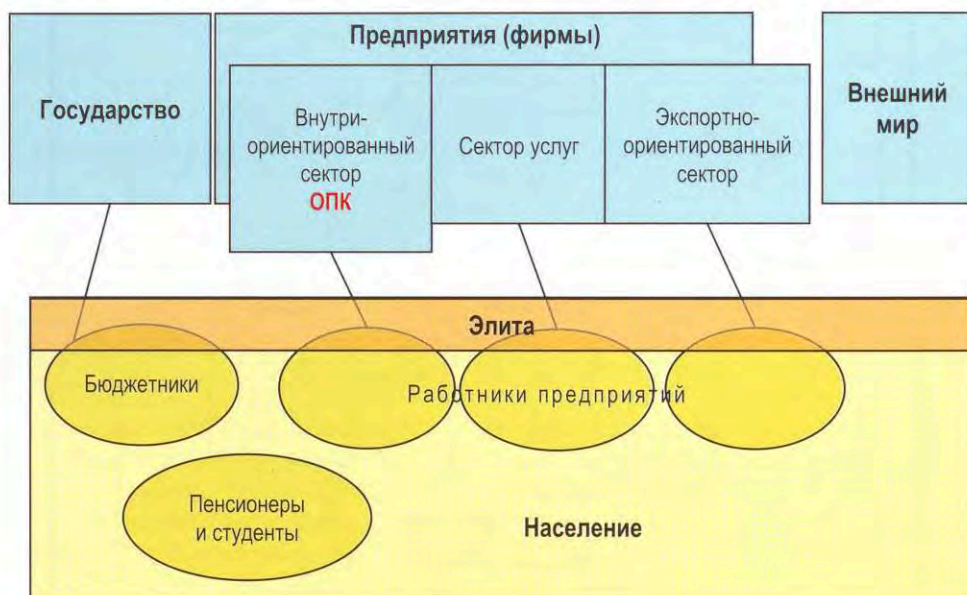 Предприятия (фирмы)
Государство
Внутри-
ориентированный
сектор
ОПК
Сектор услуг
Экспортно-
ориентированный
сектор
Внешний
мир
Элита
Бюджетники
Работники предприятий
Пенсионеры
и студенты
Население